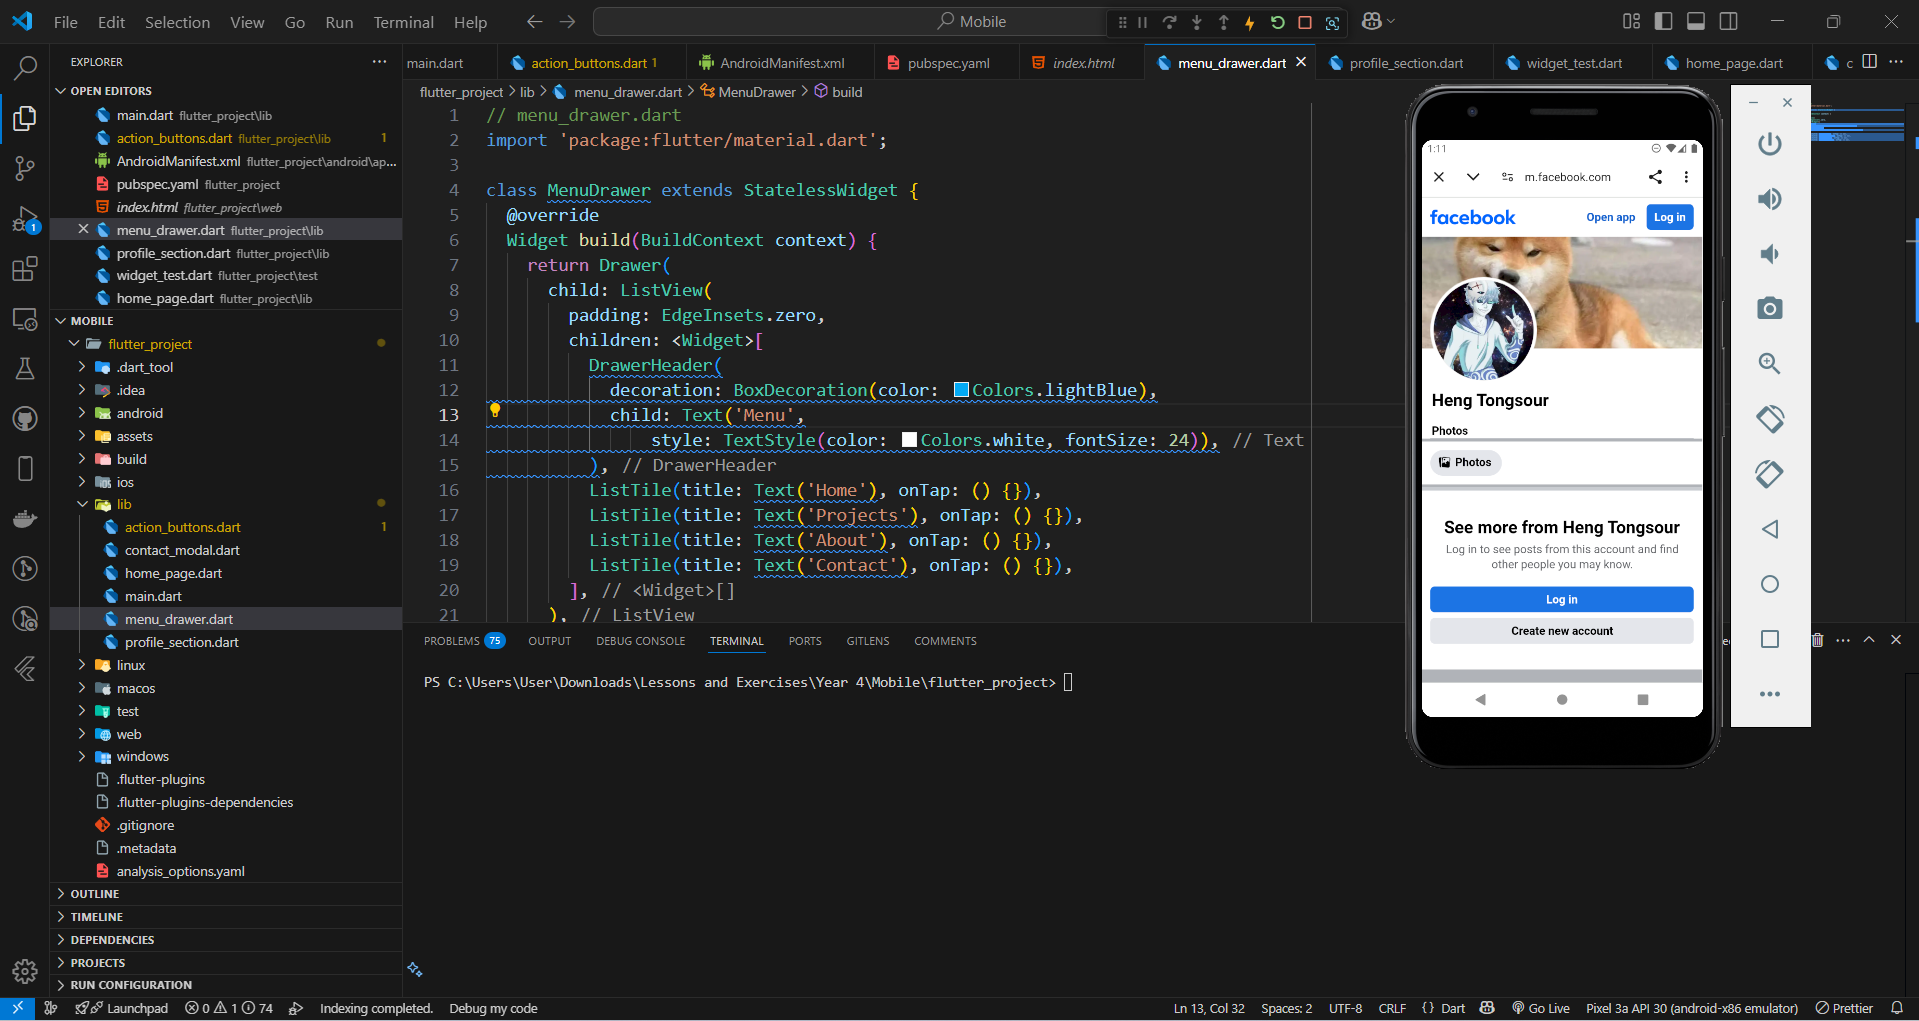 File Edit Selection View Go Run Terminal Help
Mobile
EXPLORER
OPEN EDITORS
main.dart flutter_project\lib
action_buttons.dart flutter_project\lib 1
AndroidManifest.xml flutter_project\android\ap...
pubspec.yaml flutter_project
index.html flutter_project\web
menu_drawer.dart flutter_project\lib
profile_section.dart flutter_project\lib
widget_test.dart flutter_project\test
home_page.dart flutter_project\lib
MOBILE
flutter_project
.dart_tool
.idea
android
assets
build
ios
lib
action_buttons.dart 1
contact_modal.dart
home_page.dart
main.dart
menu_drawer.dart
profile_section.dart
linux
macos
test
web
windows
.flutter-plugins
.flutter-plugins-dependencies
.gitignore
.metadata
analysis_options.yaml
OUTLINE
TIMELINE
DEPENDENCIES
PROJECTS
RUN CONFIGURATION
1
main.dart action_buttons.dart 1 AndroidManifest.xml pubspec.yaml index.html menu_drawer.dart profile_section.dart widget_test.dart home_page.dart c
flutter_project > lib > menu_drawer.dart > MenuDrawer > build
1 // menu_drawer.dart
2 import 'package:flutter/material.dart';
3
4 class MenuDrawer extends StatelessWidget {
5 @override
6 Widget build(BuildContext context) {
7 return Drawer(
8 child: ListView(
9 padding: EdgeInsets.zero,
10 children: <Widget>[
11 DrawerHeader(
12 decoration: BoxDecoration(color: Colors.lightBlue),
13 child: Text('Menu',
14 style: TextStyle(color: Colors.white, fontSize: 24)), // Text
15 ), // DrawerHeader
16 ListTile(title: Text('Home'), onTap: () {}),
17 ListTile(title: Text('Projects'), onTap: () {}),
18 ListTile(title: Text('About'), onTap: () {}),
19 ListTile(title: Text('Contact'), onTap: () {}),
20 ], // <Widget>[]
21 ), // ListView
PROBLEMS 75 OUTPUT DEBUG CONSOLE TERMINAL PORTS GITLENS COMMENTS
PS C:\Users\User\Downloads\Lessons and Exercises\Year 4\Mobile\flutter_project>
1:11
m.facebook.com
facebook Open app Log in
Heng Tongsour
Photos
Photos
See more from Heng Tongsour
Log in to see posts from this account and find
other people you may know.
Log in
Create new account
Launchpad 0 1 74 Indexing completed. Debug my code
Ln 13, Col 32 Spaces: 2 UTF-8 CRLF {} Dart Go Live Pixel 3a API 30 (android-x86 emulator) Prettier